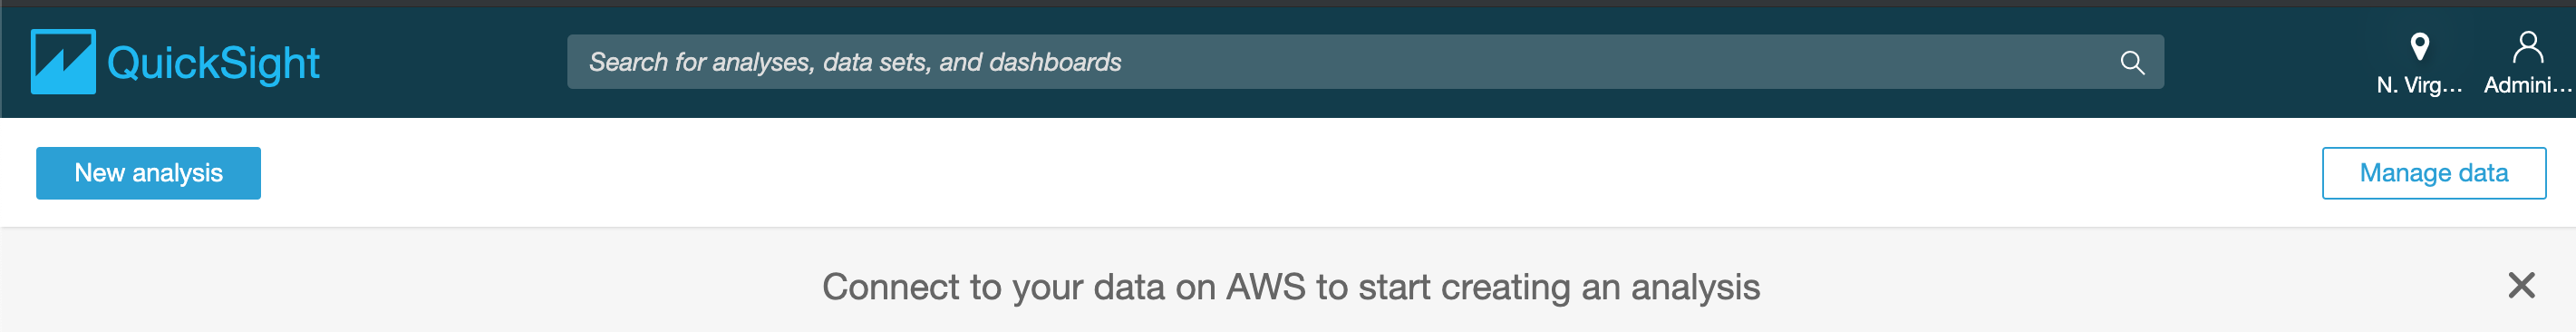 QuickSight
Search for analyses, data sets, and dashboards
N. Virg...
Admini...
New analysis
Manage data
Connect to your data on AWS to start creating an analysis